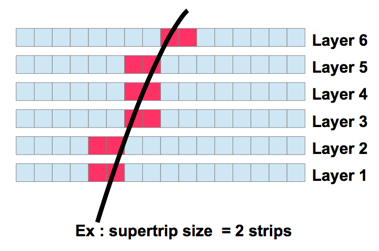 Layer 6
Layer 5
Layer 4
Layer 3
Layer 2
Layer 1
Ex : supertrip size = 2 strips